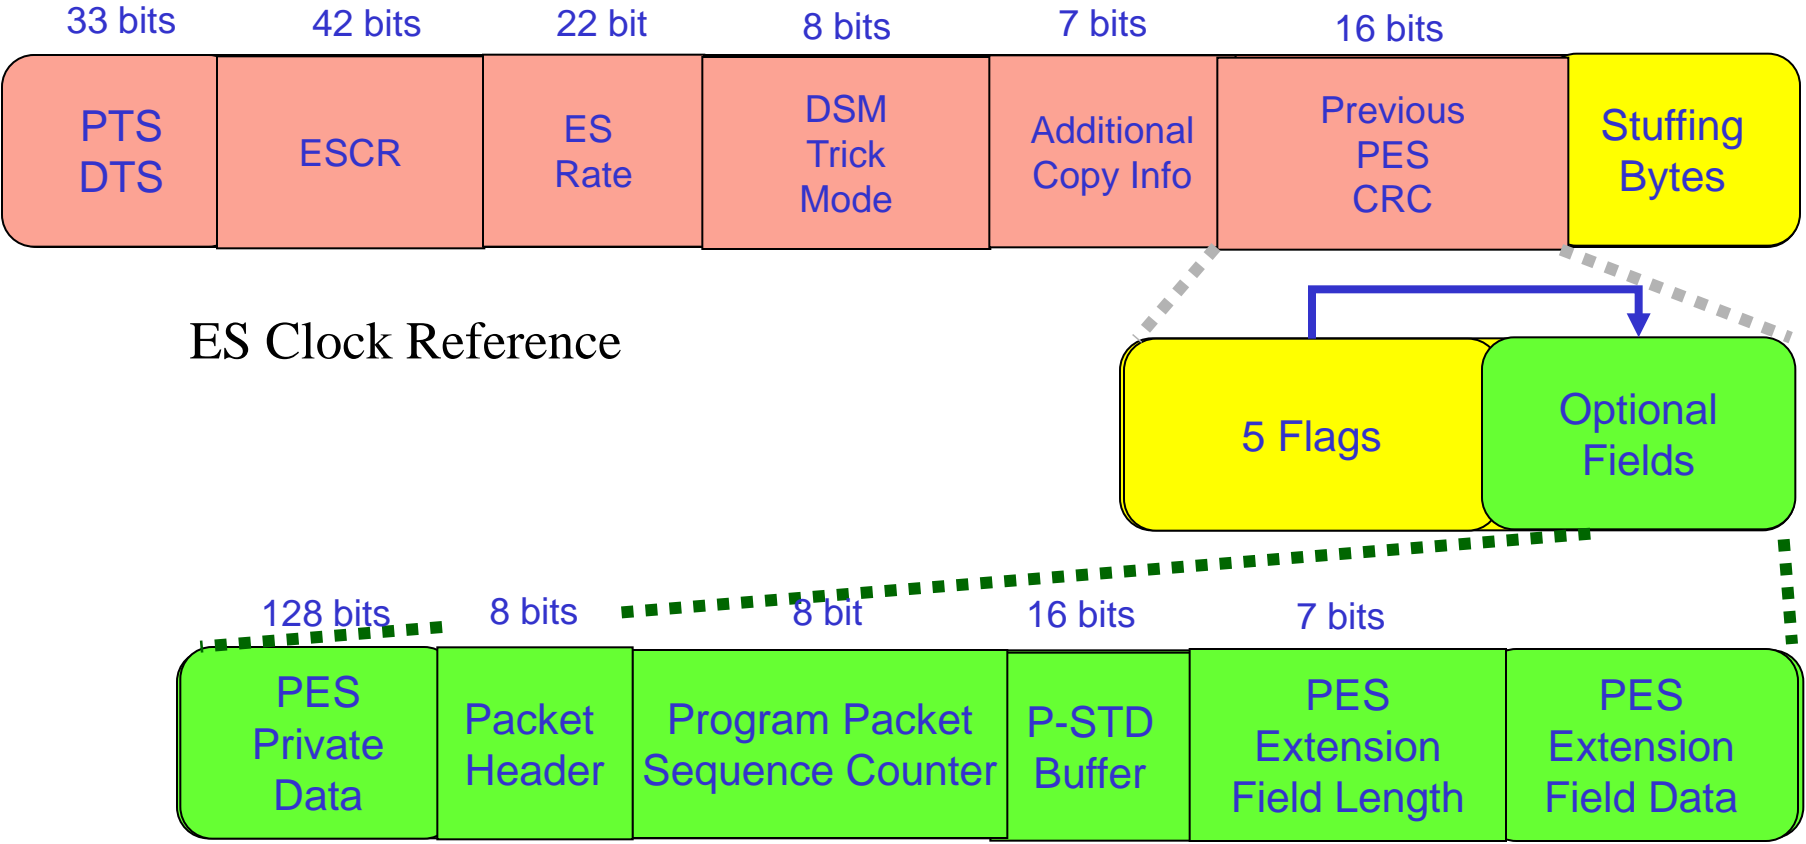 33 bits
42 bits
22 bit
8 bits
7 bits
16 bits
PTS
DTS
ESCR
ES
Rate
DSM
Trick
Mode
Additional
Copy Info
Previous
PES
CRC
Stuffing
Bytes
ES Clock Reference
5 Flags
Optional
Fields
128 bits
8 bits
8 bit
16 bits
7 bits
PES
Private
Data
Packet
Header
Program Packet
Sequence Counter
P-STD
Buffer
PES
Extension
Field Length
PES
Extension
Field Data